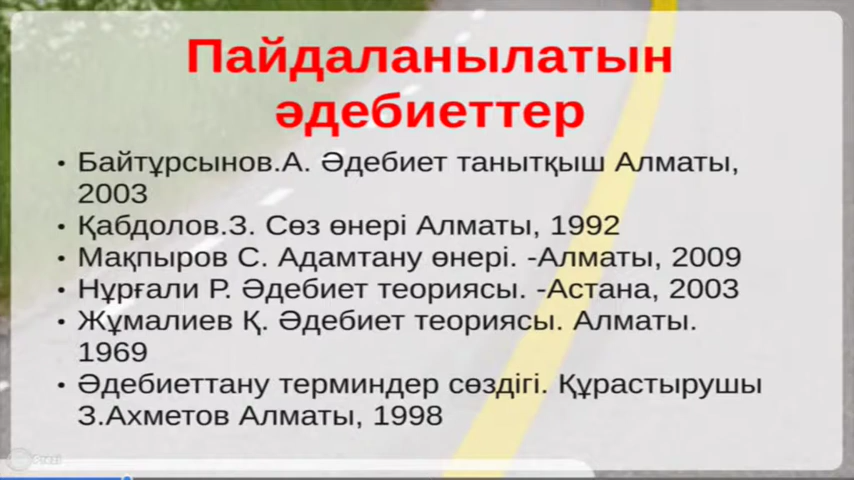 Пайдаланылатын
әдебиеттер
• Байтұрсынов.А. Әдебиет танытқыш Алматы,
2003
• Қабдолов.З. Сөз өнері Алматы, 1992
• Мақпыров С. Адамтану өнері. -Алматы, 2009
• Нұрғали Р. Әдебиет теориясы. -Астана, 2003
• Жұмалиев Қ. Әдебиет теориясы. Алматы.
1969
• Әдебиеттану терминдер сөздігі. Құрастырушы
З.Ахметов Алматы, 1998
Prezi